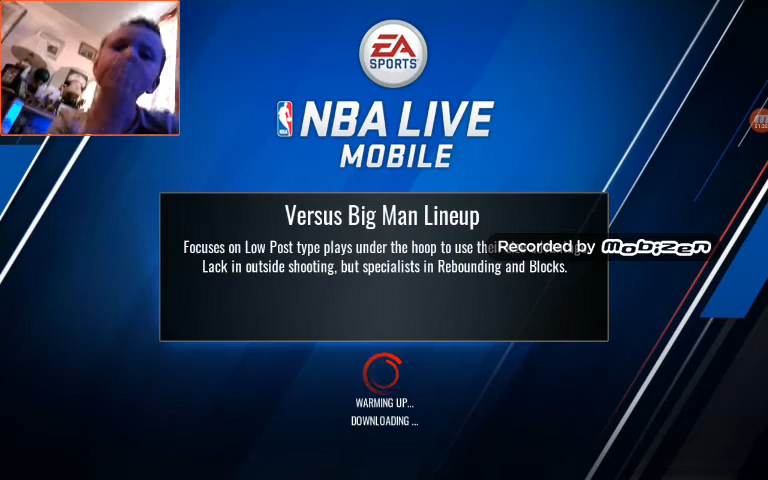 EA
SPORTS
NBA LIVE
MOBILE
Versus Big Man Lineup
Focuses on Low Post type plays under the hoop to use their
Recorded by Mobizen
Lack in outside shooting, but specialists in Rebounding and Blocks.
WARMING UP...
DOWNLOADING ...